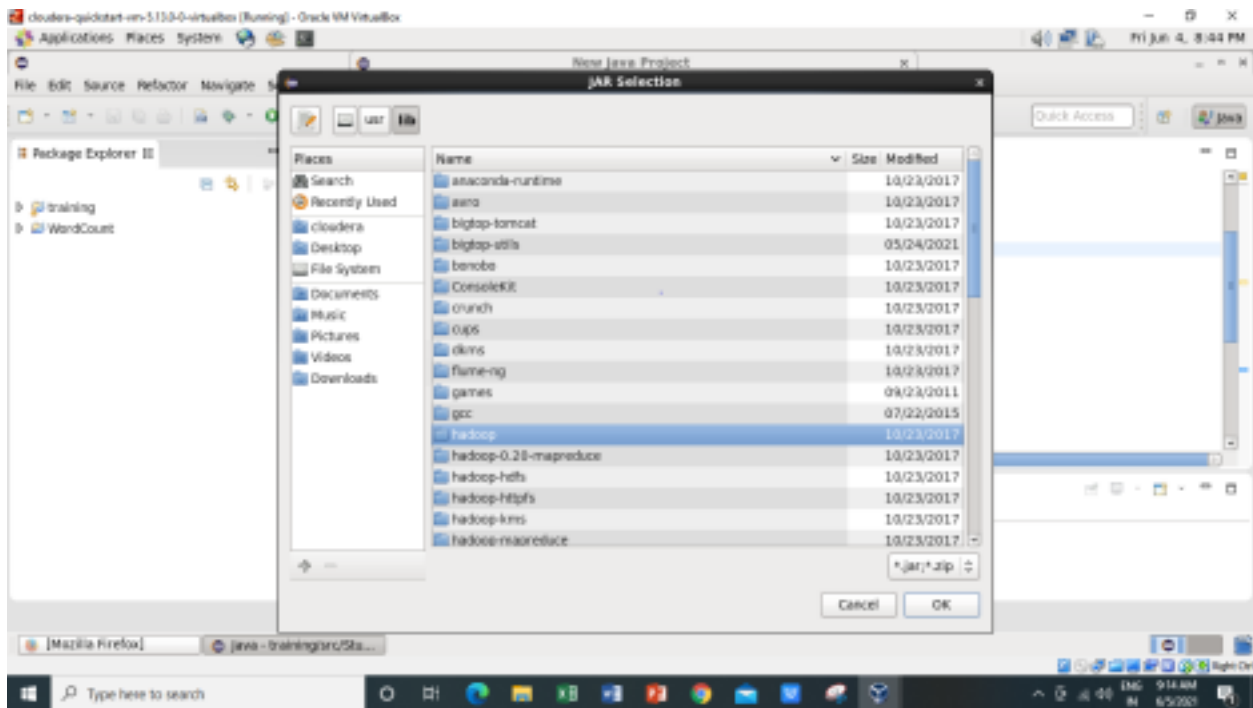 cloudera-quickstart-vm-5.13.0-0-virtualbox [Running] - Oracle VM VirtualBox
Applications Places System
Fri Jun 4, 8:44 PM
New Java Project
File Edit Source Refactor Navigate
JAR Selection
usr lib
Quick Access
Java
Package Explorer
Places
Name
Size Modified
training
WordCount
Search
Recently Used
cloudera
Desktop
File System
Documents
Music
Pictures
Videos
Downloads
anaconda-runtime 10/23/2017
avro 10/23/2017
bigtop-tomcat 10/23/2017
bigtop-utils 05/24/2021
bonobo 10/23/2017
ConsoleKit 10/23/2017
crunch 10/23/2017
cups 10/23/2017
dkms 10/23/2017
flume-ng 10/23/2017
games 09/23/2011
gcc 07/22/2015
hadoop 10/23/2017
hadoop-0.20-mapreduce 10/23/2017
hadoop-hdfs 10/23/2017
hadoop-httpfs 10/23/2017
hadoop-kms 10/23/2017
hadoop-mapreduce 10/23/2017
*.jar;*.zip
Cancel OK
[Mozilla Firefox]
Java - training/src/Stu...
Right Ctrl
Type here to search
ENG
IN
9:14 AM
6/5/2021